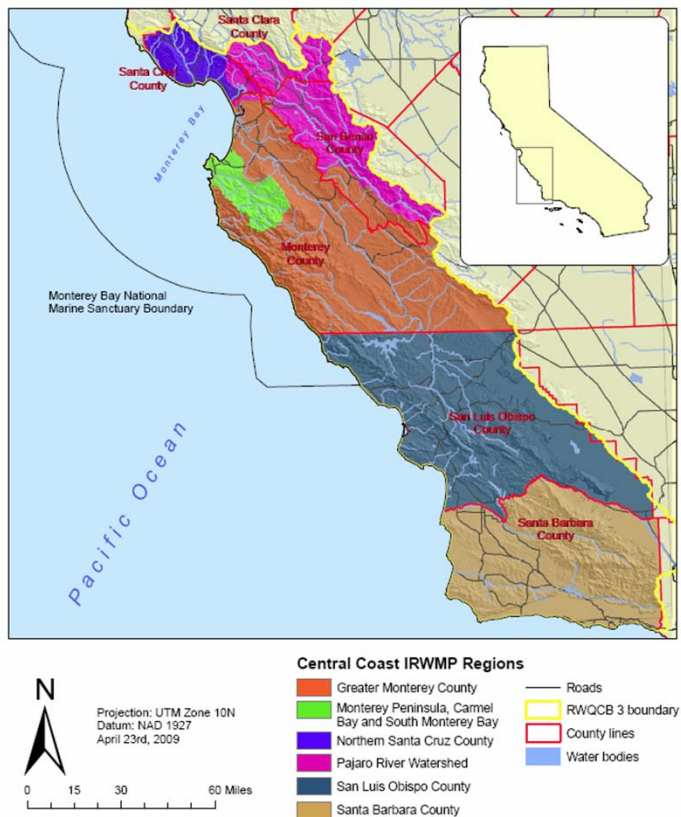 Santa Clara
County
Santa Cruz
County
Monterey Bay
San Benito
County
Monterey
County
Monterey Bay National
Marine Sanctuary Boundary
San Luis Obispo
County
Pacific Ocean
Santa Barbara
County
N
Projection: UTM Zone 10N
Datum: NAD 1927
April 23rd, 2009
0 15 30 60 Miles
Central Coast IRWMP Regions
Greater Monterey County
Monterey Peninsula, Carmel
Bay and South Monterey Bay
Northern Santa Cruz County
Pajaro River Watershed
San Luis Obispo County
Santa Barbara County
Roads
RWQCB 3 boundary
County lines
Water bodies